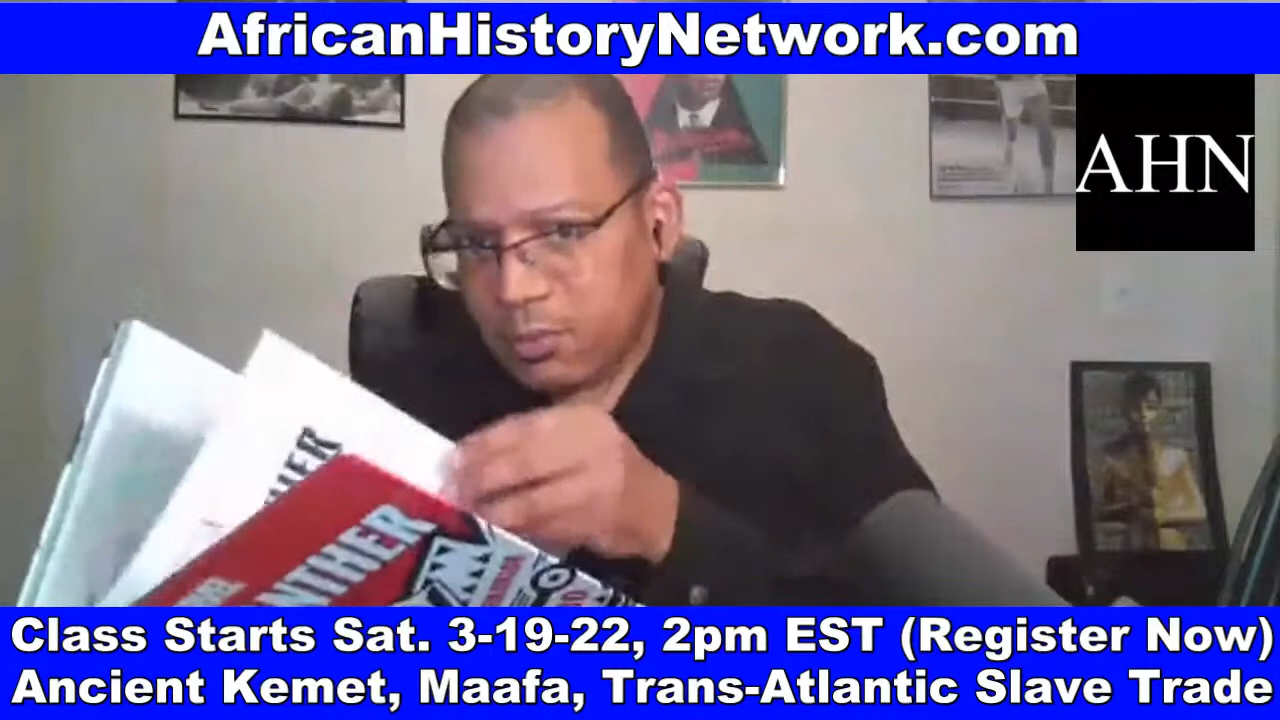 AfricanHistoryNetwork.com
AHN
Class Starts Sat. 3-19-22, 2pm EST (Register Now)
Ancient Kemet, Maafa, Trans-Atlantic Slave Trade